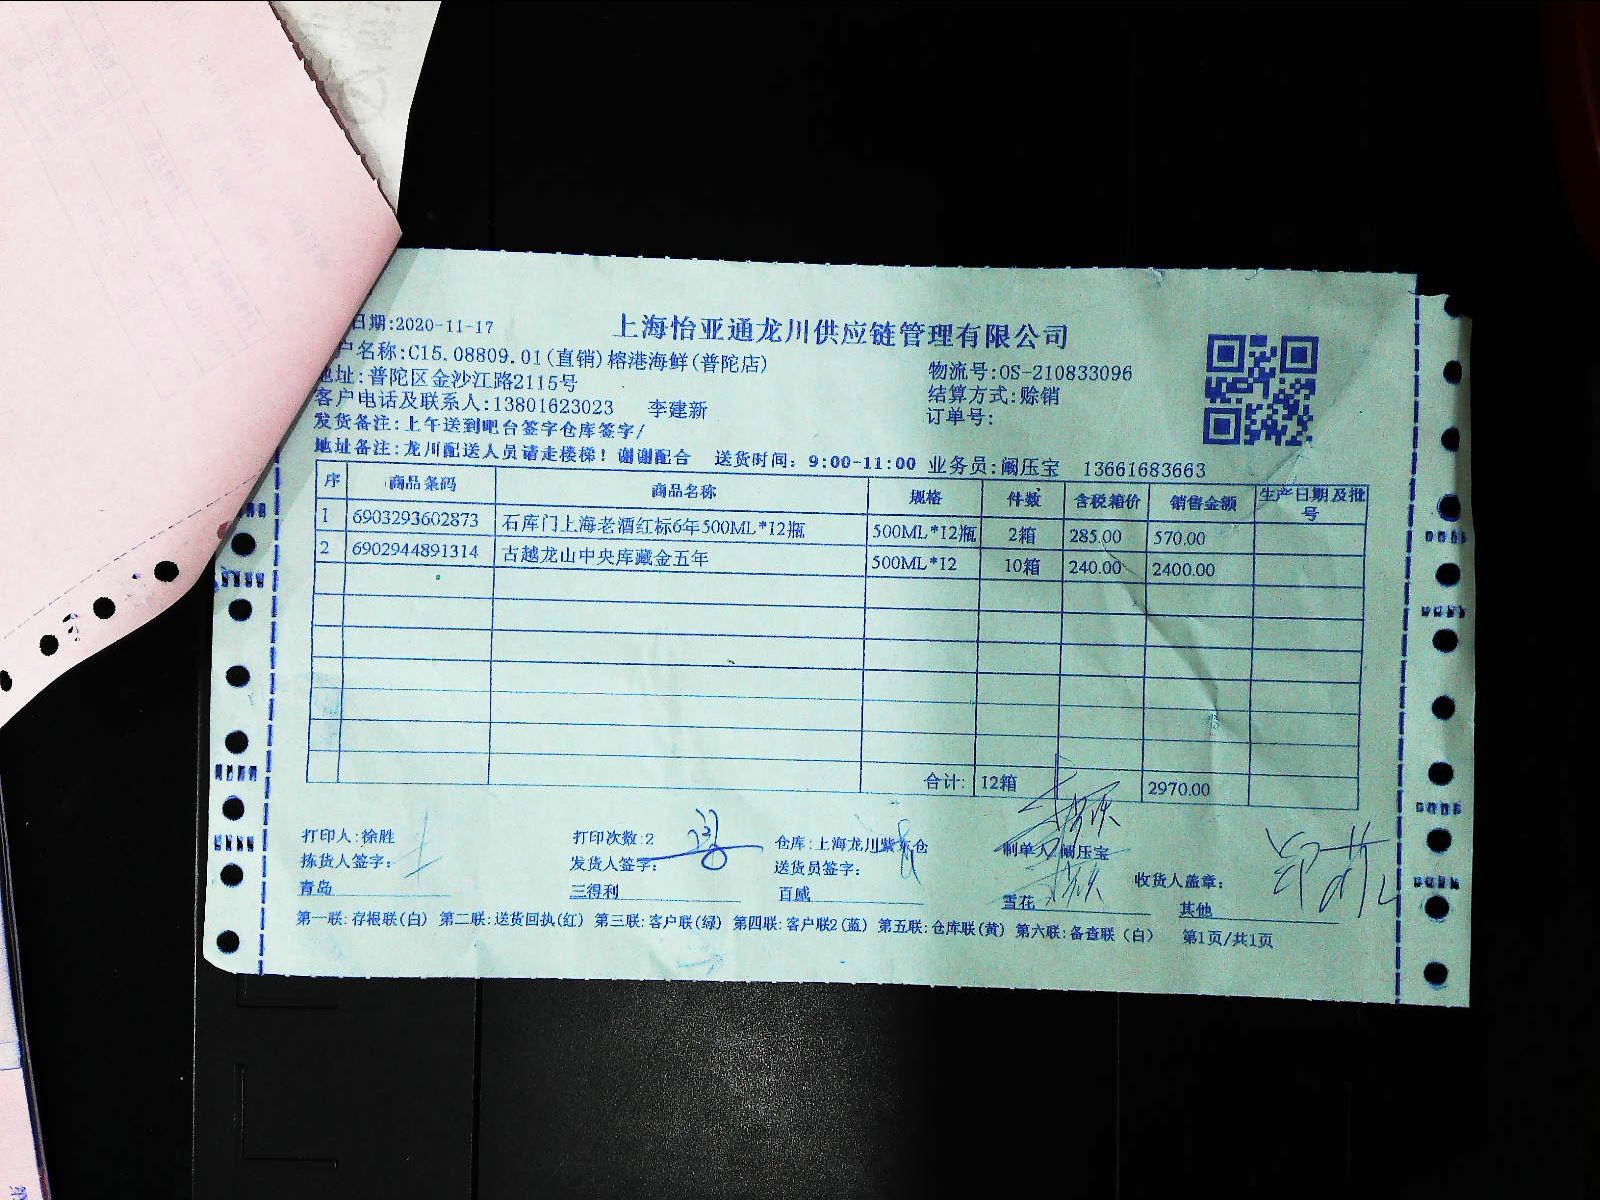 日期:2020-11-17
上海怡亚通龙川供应链管理有限公司
户名称:C15.08809.01(直销)榕港海鲜(普陀店)
物流号:OS-210833096
地址:普陀区金沙江路2115号
结算方式:赊销
客户电话及联系人:13801623023 李建新
订单号:
发货备注:上午送到吧台签字仓库签字/
地址备注:龙川配送人员请走楼梯！谢谢配合 送货时间：9:00-11:00 业务员:阚压宝 13661683663
序 商品条码 商品名称 规格 件数 含税箱价 销售金额 生产日期及批号
1 6903293602873 石库门上海老酒红标6年500ML*12瓶 500ML*12瓶 2箱 285.00 570.00
2 6902944891314 古越龙山中央库藏金五年 500ML*12 10箱 240.00 2400.00
合计: 12箱 2970.00
打印人:徐胜 打印次数:2 仓库:上海龙川紫东仓 制单人 阚压宝
拣货人签字: 发货人签字: 送货员签字: 收货人盖章:
青岛 三得利 百威 雪花 其他
第一联:存根联(白) 第二联:送货回执(红) 第三联:客户联(绿) 第四联:客户联2(蓝) 第五联:仓库联(黄) 第六联:备查联（白） 第1页/共1页